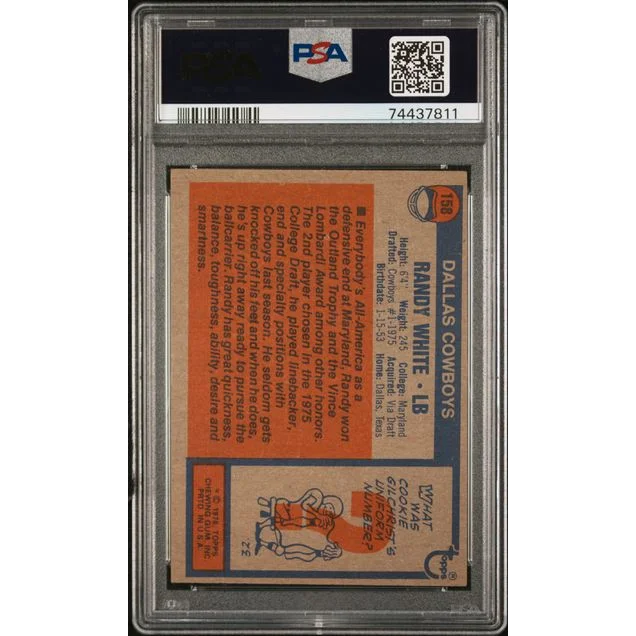 PSA
PSA
74437811
158
DALLAS COWBOYS
RANDY WHITE • LB
Height: 6'4" Weight: 245 College: Maryland
Drafted: Cowboys #1-1975 Acquired: Via Draft
Birthdate: 1-15-53 Home: Dallas, Texas
■ Everybody's All-America as a
defensive end at Maryland, Randy won
the Outland Trophy and the Vince
Lombardi Award among other honors.
The 2nd player chosen in the 1975
College Draft, he played linebacker,
end and specialty positions with
Cowboys last season. He seldom gets
knocked off his feet and when he does,
he's up right away ready to pursue the
ballcarrier. Randy has great quickness,
balance, toughness, ability, desire and
smartness.
Topps ®
WHAT
WAS
COOKIE
GILCHRIST'S
UNIFORM
NUMBER?
?
* © 1976, TOPPS
CHEWING GUM, INC.
PRTD. IN U.S.A.